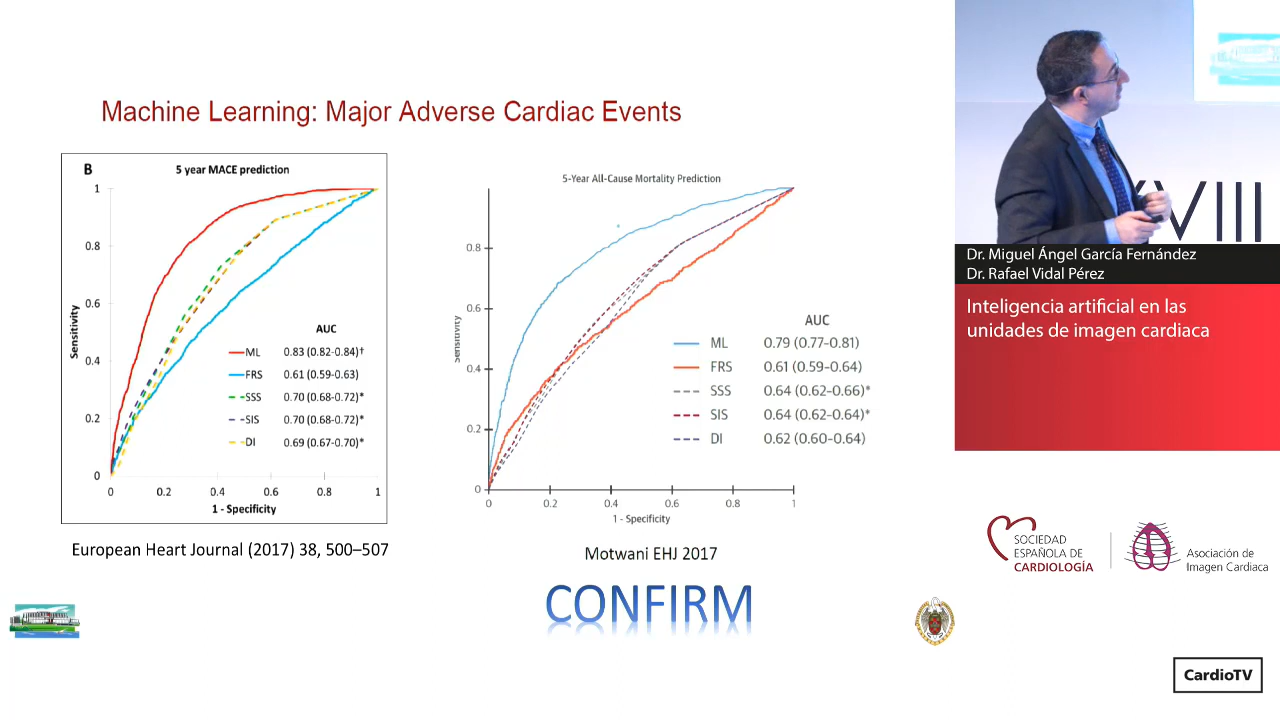 Machine Learning: Major Adverse Cardiac Events
B
5 year MACE prediction
Sensitivity
1
0.8
0.6
0.4
0.2
0
0 0.2 0.4 0.6 0.8 1
1 - Specificity
AUC
ML 0.83 (0.82-0.84)†
FRS 0.61 (0.59-0.63)
SSS 0.70 (0.68-0.72)*
SIS 0.70 (0.68-0.72)*
DI 0.69 (0.67-0.70)*
European Heart Journal (2017) 38, 500–507
5-Year All-Cause Mortality Prediction
Sensitivity
0.8
0.6
0.4
0.2
0
0 0.2 0.4 0.6 0.8 1
1 - Specificity
AUC
ML 0.79 (0.77–0.81)
FRS 0.61 (0.59–0.64)
SSS 0.64 (0.62–0.66)*
SIS 0.64 (0.62–0.64)*
DI 0.62 (0.60–0.64)
Motwani EHJ 2017
CONFIRM
VIII
Dr. Miguel Ángel García Fernández
Dr. Rafael Vidal Pérez
Inteligencia artificial en las
unidades de imagen cardiaca
SOCIEDAD
ESPAÑOLA DE
CARDIOLOGÍA
Asociación de
Imagen Cardiaca
CardioTV